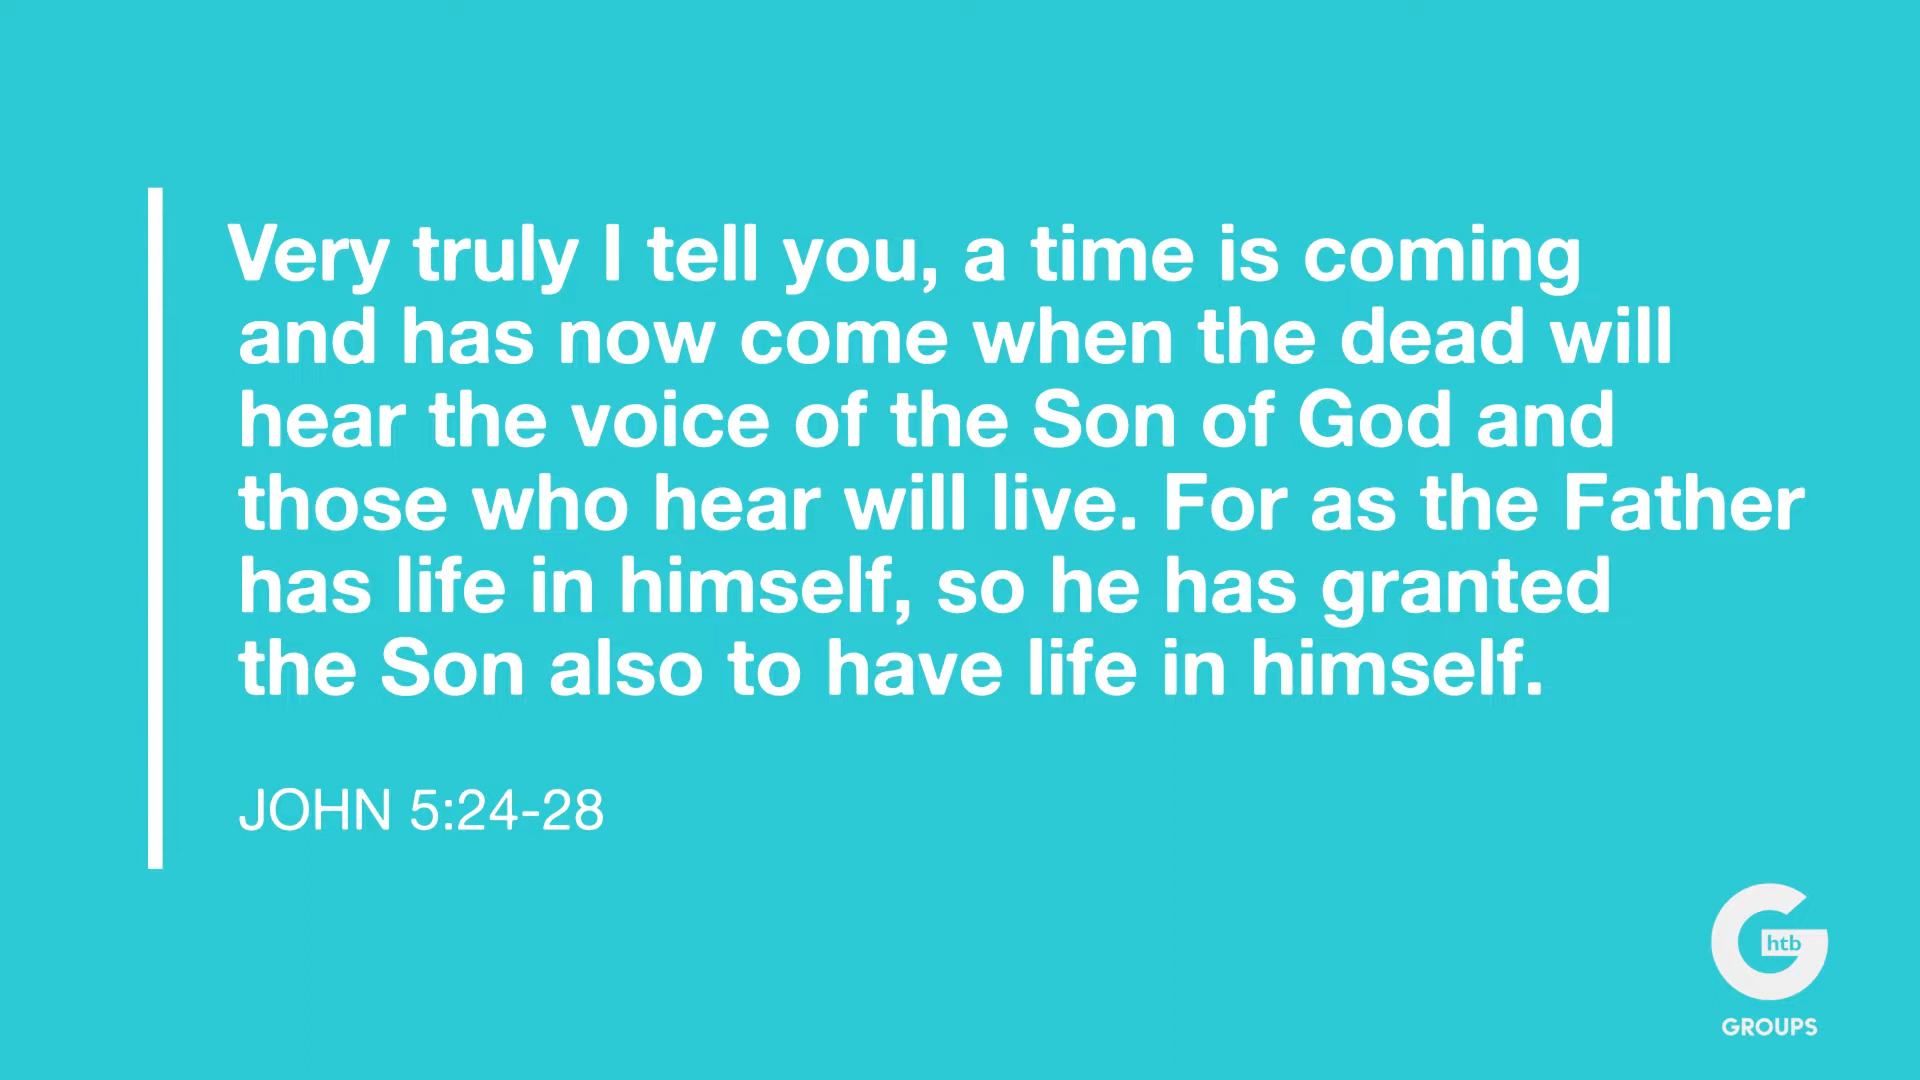 Very truly I tell you, a time is coming
and has now come when the dead will
hear the voice of the Son of God and
those who hear will live. For as the Father
has life in himself, so he has granted
the Son also to have life in himself.
JOHN 5:24-28
htb
GROUPS